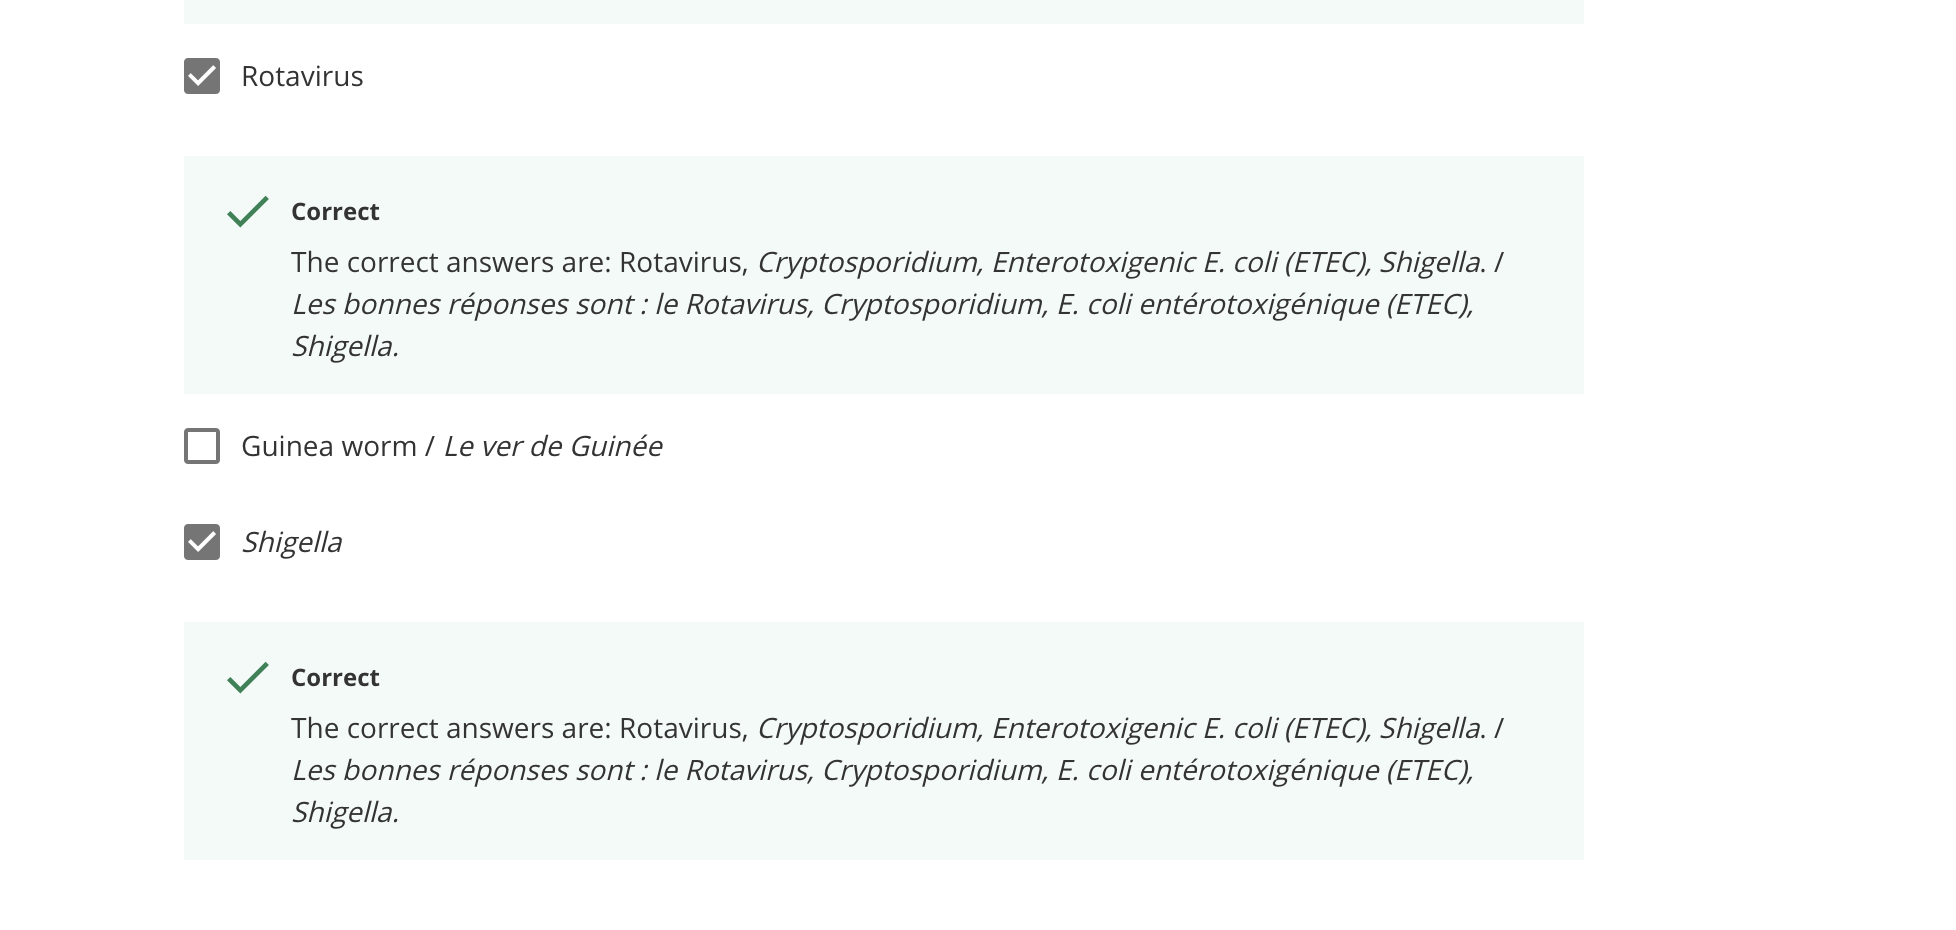 Rotavirus
Correct
The correct answers are: Rotavirus, Cryptosporidium, Enterotoxigenic E. coli (ETEC), Shigella. /
Les bonnes réponses sont : le Rotavirus, Cryptosporidium, E. coli entérotoxigénique (ETEC),
Shigella.
Guinea worm / Le ver de Guinée
Shigella
Correct
The correct answers are: Rotavirus, Cryptosporidium, Enterotoxigenic E. coli (ETEC), Shigella. /
Les bonnes réponses sont : le Rotavirus, Cryptosporidium, E. coli entérotoxigénique (ETEC),
Shigella.